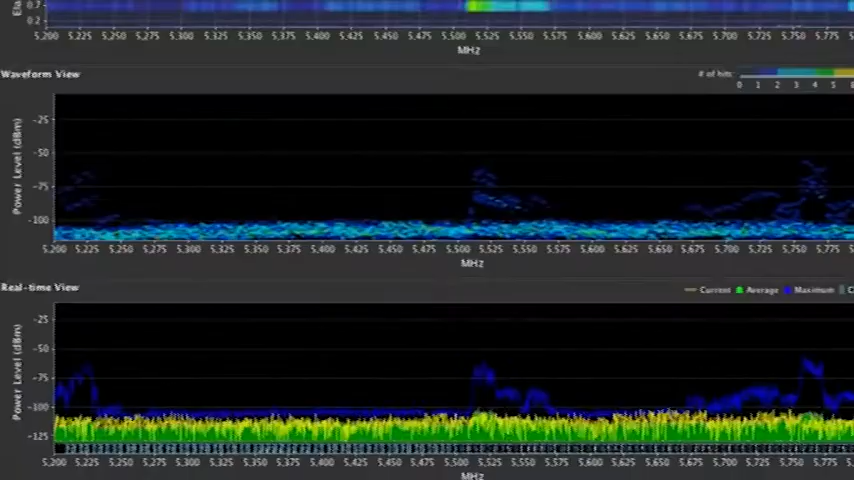 Ela
0.7
0.2
5,200 5,225 5,250 5,275 5,300 5,325 5,350 5,375 5,400 5,425 5,450 5,475 5,500 5,525 5,550 5,575 5,600 5,625 5,650 5,675 5,700 5,725 5,750 5,775
MHz
Waveform View
# of hits:
0 1 2 3 4 5
Power Level (dBm)
-25
-50
-75
-100
5,200 5,225 5,250 5,275 5,300 5,325 5,350 5,375 5,400 5,425 5,450 5,475 5,500 5,525 5,550 5,575 5,600 5,625 5,650 5,675 5,700 5,725 5,750 5,775
MHz
Real-time View
Current Average Maximum C
Power Level (dBm)
-25
-50
-75
-100
-125
5,200 5,225 5,250 5,275 5,300 5,325 5,350 5,375 5,400 5,425 5,450 5,475 5,500 5,525 5,550 5,575 5,600 5,625 5,650 5,675 5,700 5,725 5,750 5,775
MHz